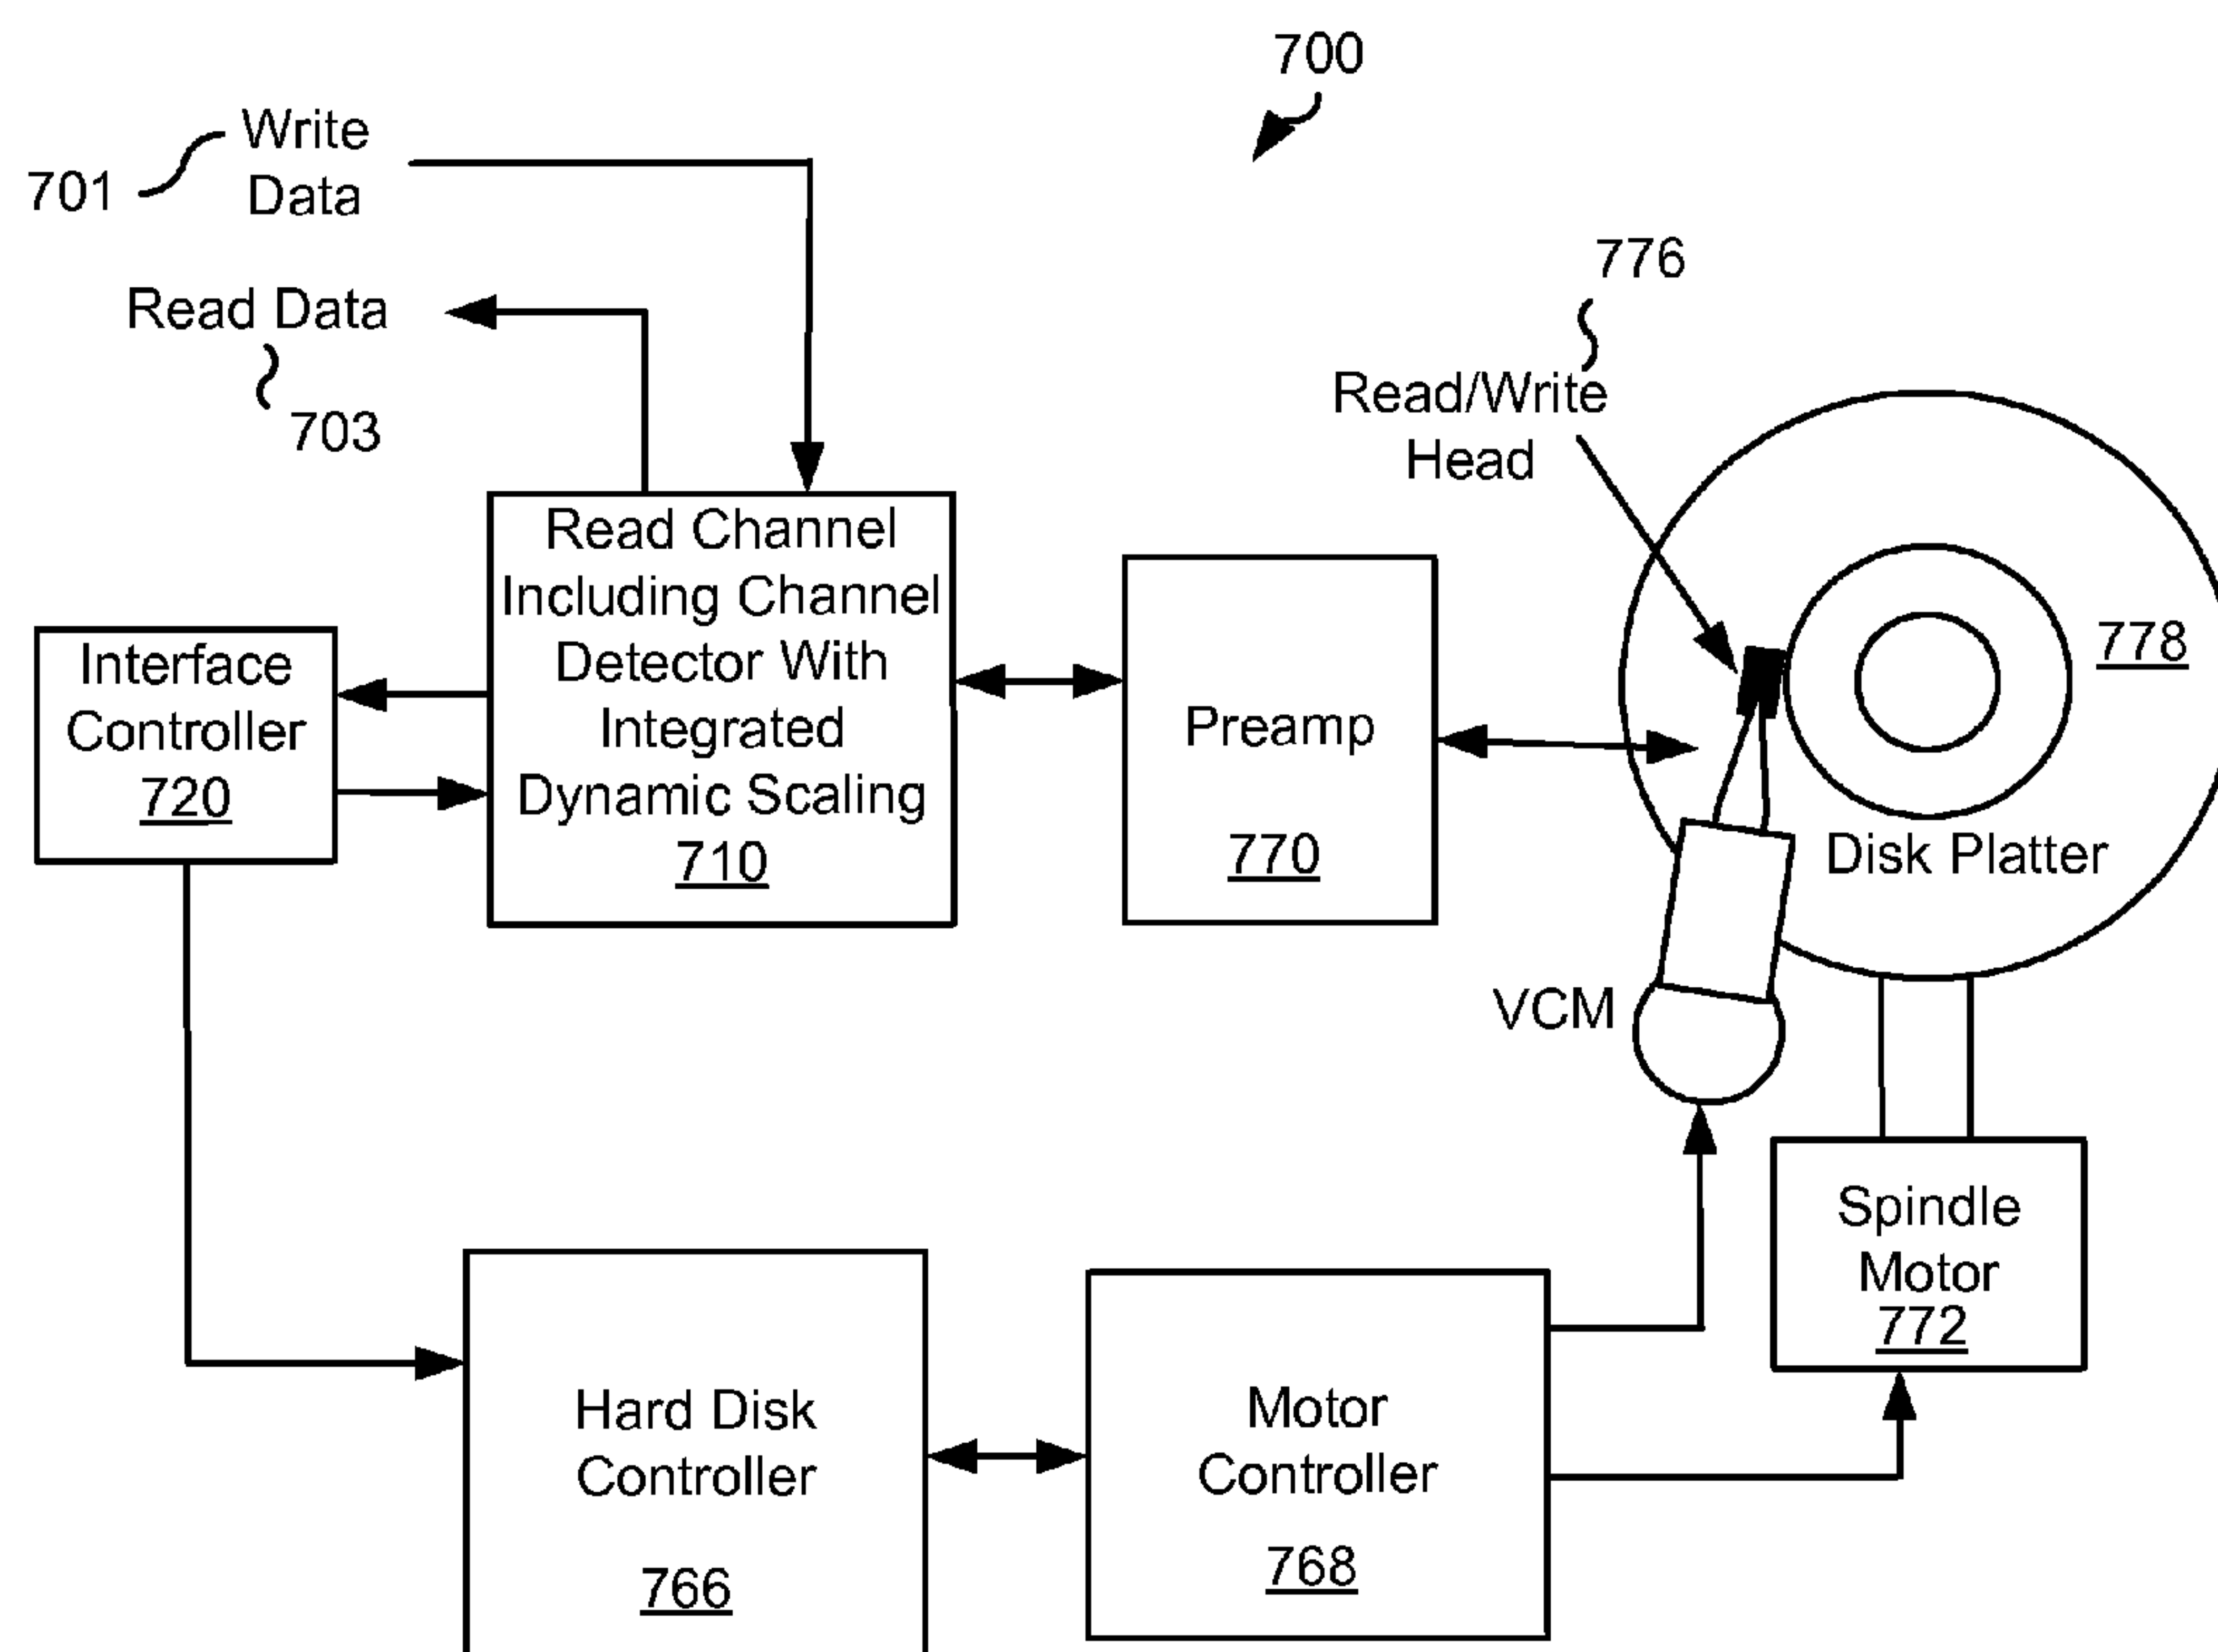 700
Write
Data
701
Read Data
703
776
Read/Write
Head
Read Channel
Including Channel
Detector With
Integrated
Dynamic Scaling
710
Interface
Controller
720
Preamp
770
778
Disk Platter
VCM
Spindle
Motor
772
Hard Disk
Controller
766
Motor
Controller
768